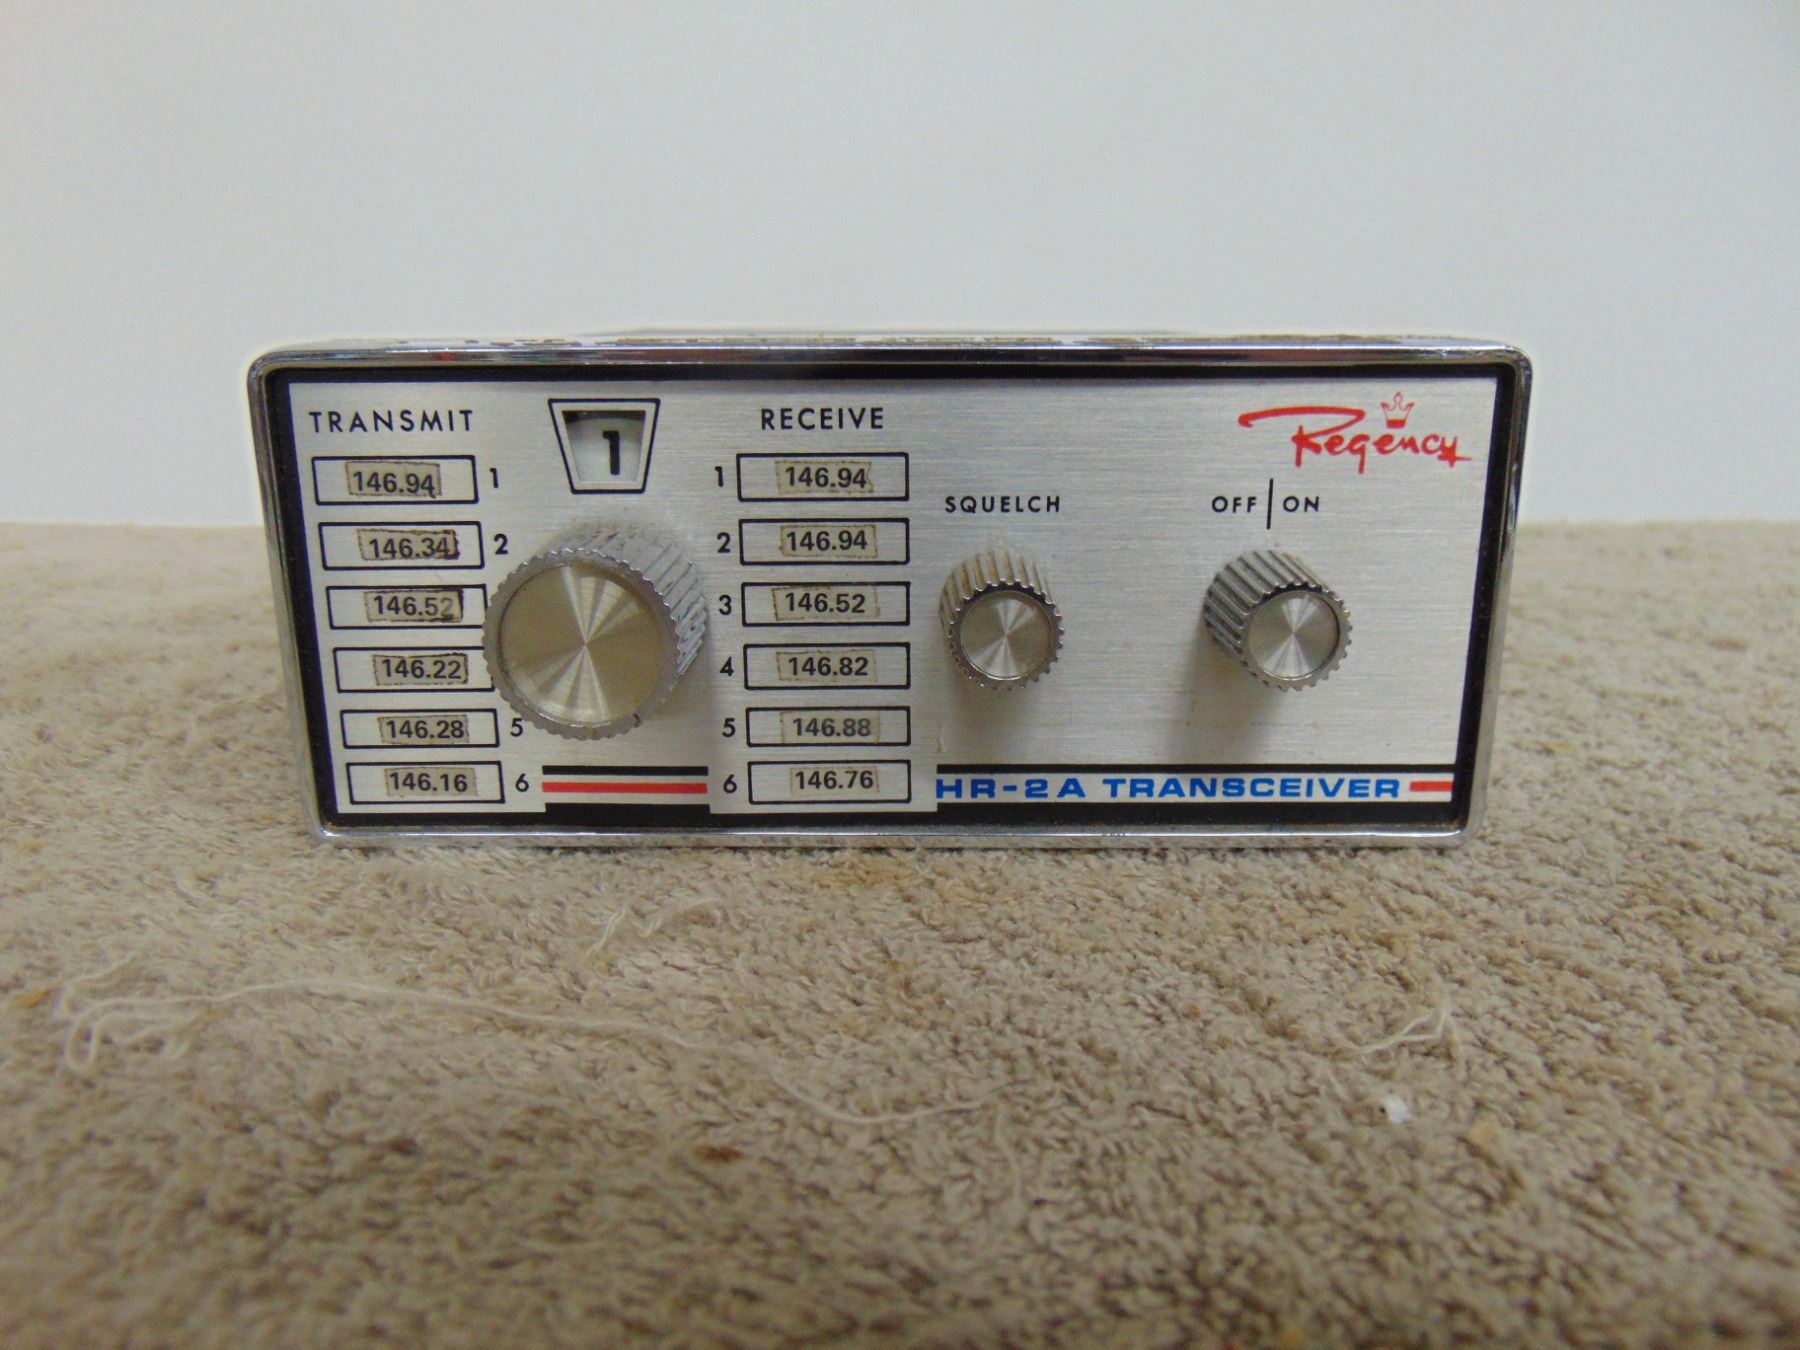 TRANSMIT
146.94 1
146.34 2
146.52
146.22
146.28 5
146.16 6
1
RECEIVE
1 146.94
2 146.94
3 146.52
4 146.82
5 146.88
6 146.76
SQUELCH
Regency
OFF | ON
HR-2A TRANSCEIVER